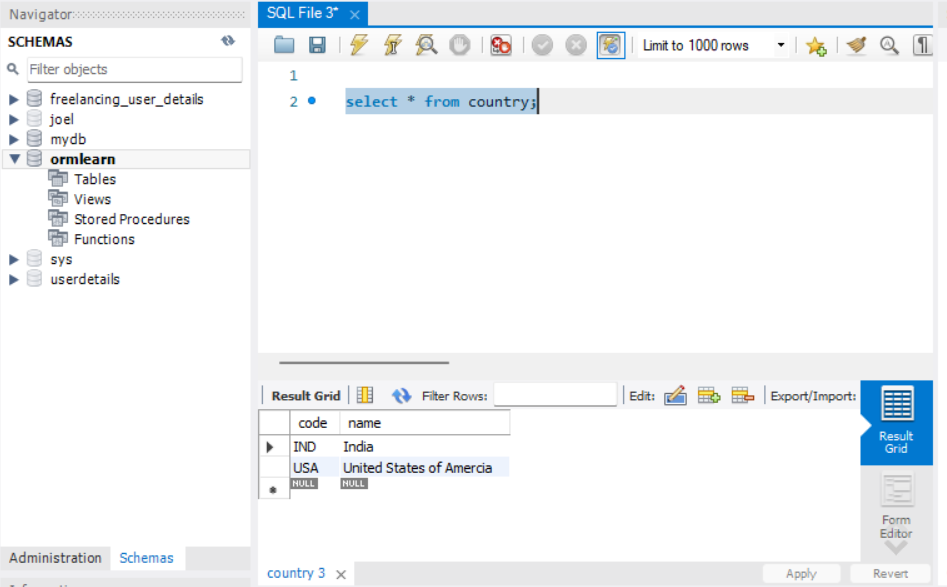 Navigator
SQL File 3*
SCHEMAS
Filter objects
freelancing_user_details
joel
mydb
ormlearn
Tables
Views
Stored Procedures
Functions
sys
userdetails
Administration Schemas
Limit to 1000 rows
1
2 select * from country;
Result Grid Filter Rows: Edit: Export/Import:
code name
IND India
USA United States of Amercia
NULL NULL
Result
Grid
Form
Editor
country 3
Apply Revert